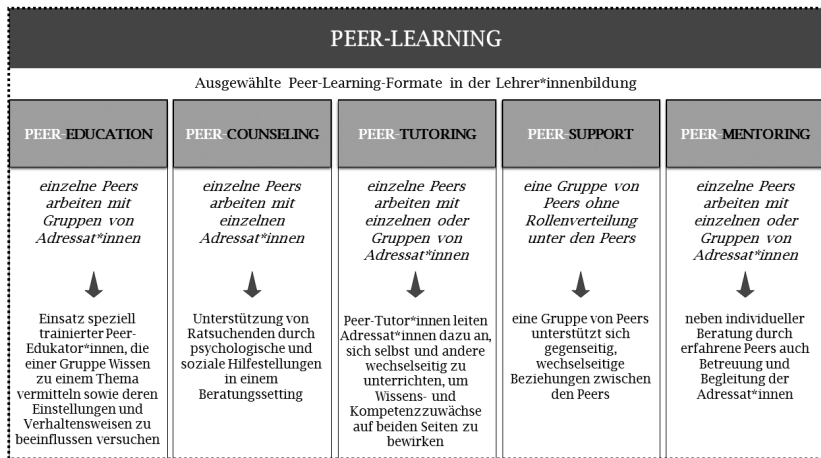 PEER-LEARNING
Ausgewählte Peer-Learning-Formate in der Lehrer*innenbildung
PEER-EDUCATION
einzelne Peers
arbeiten mit
Gruppen von
Adressat*innen
Einsatz speziell
trainierter Peer-
Edukator*innen, die
einer Gruppe Wissen
zu einem Thema
vermitteln sowie deren
Einstellungen und
Verhaltensweisen zu
beeinflussen versuchen
PEER-COUNSELING
einzelne Peers
arbeiten mit
einzelnen
Adressat*innen
Unterstützung von
Ratsuchenden durch
psychologische und
soziale Hilfestellungen
in einem
Beratungssetting
PEER-TUTORING
einzelne Peers
arbeiten mit
einzelnen oder
Gruppen von
Adressat*innen
Peer-Tutor*innen leiten
Adressat*innen dazu an,
sich selbst und andere
wechselseitig zu
unterrichten, um
Wissens- und
Kompetenzzuwächse
auf beiden Seiten zu
bewirken
PEER-SUPPORT
eine Gruppe von
Peers ohne
Rollenverteilung
unter den Peers
eine Gruppe von Peers
unterstützt sich
gegenseitig,
wechselseitige
Beziehungen zwischen
den Peers
PEER-MENTORING
einzelne Peers
arbeiten mit
einzelnen oder
Gruppen von
Adressat*innen
neben individueller
Beratung durch
erfahrene Peers auch
Betreuung und
Begleitung der
Adressat*innen